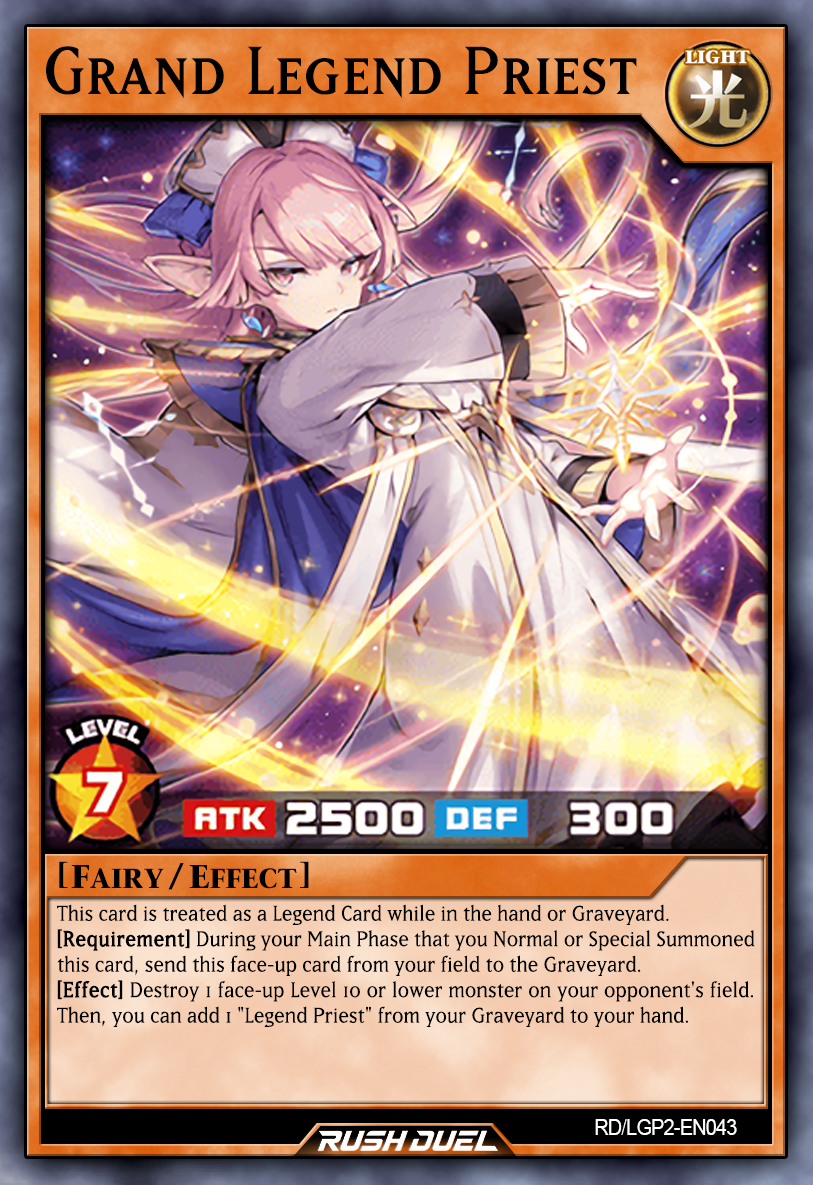 Grand Legend Priest
LIGHT
光
LEVEL
7
ATK 2500 DEF 300
[Fairy / Effect]
This card is treated as a Legend Card while in the hand or Graveyard.
[Requirement] During your Main Phase that you Normal or Special Summoned
this card, send this face-up card from your field to the Graveyard.
[Effect] Destroy 1 face-up Level 10 or lower monster on your opponent's field.
Then, you can add 1 "Legend Priest" from your Graveyard to your hand.
RD/LGP2-EN043
RUSH DUEL